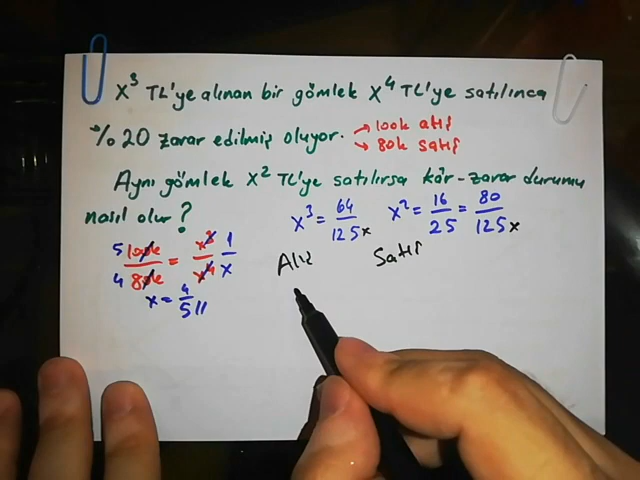 X³ TL'ye alınan bir gömlek X⁴ TL'ye satılınca
% 20 zarar edilmiş oluyor. → 100k alış
→ 80k satış
Aynı gömlek X² TL'ye satılırsa kâr-zarar durumu
nasıl olur?
x³ = 64/125x x² = 16/25 = 80/125x
5 100k/4 80k = x³/x⁴ 1/x
x = 4/5 //
Alış Satış